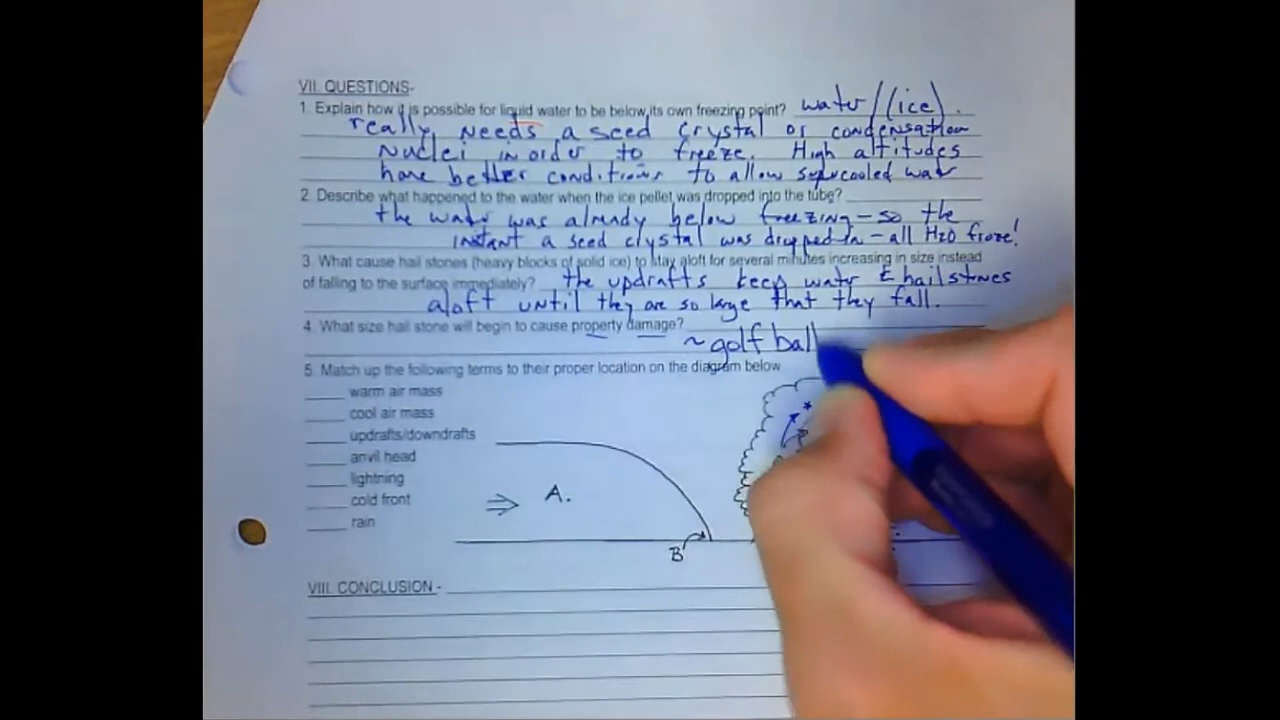 VII. QUESTIONS-
1. Explain how it is possible for liquid water to be below its own freezing point? water/(ice).
really needs a seed crystal or condensation
nuclei in order to freeze. High altitudes
have better conditions to allow supercooled water
2. Describe what happened to the water when the ice pellet was dropped into the tube?
the water was already below freezing - so the
instant a seed crystal was dropped in - all H2O froze!
3. What cause hail stones (heavy blocks of solid ice) to stay aloft for several minutes increasing in size instead
of falling to the surface immediately? the updrafts keep water & hailstones
aloft until they are so large that they fall.
4. What size hail stone will begin to cause property damage?
~golf ball
5. Match up the following terms to their proper location on the diagram below
warm air mass
cool air mass
updrafts/downdrafts
anvil head
lightning
cold front
rain
A.
B
VIII. CONCLUSION -